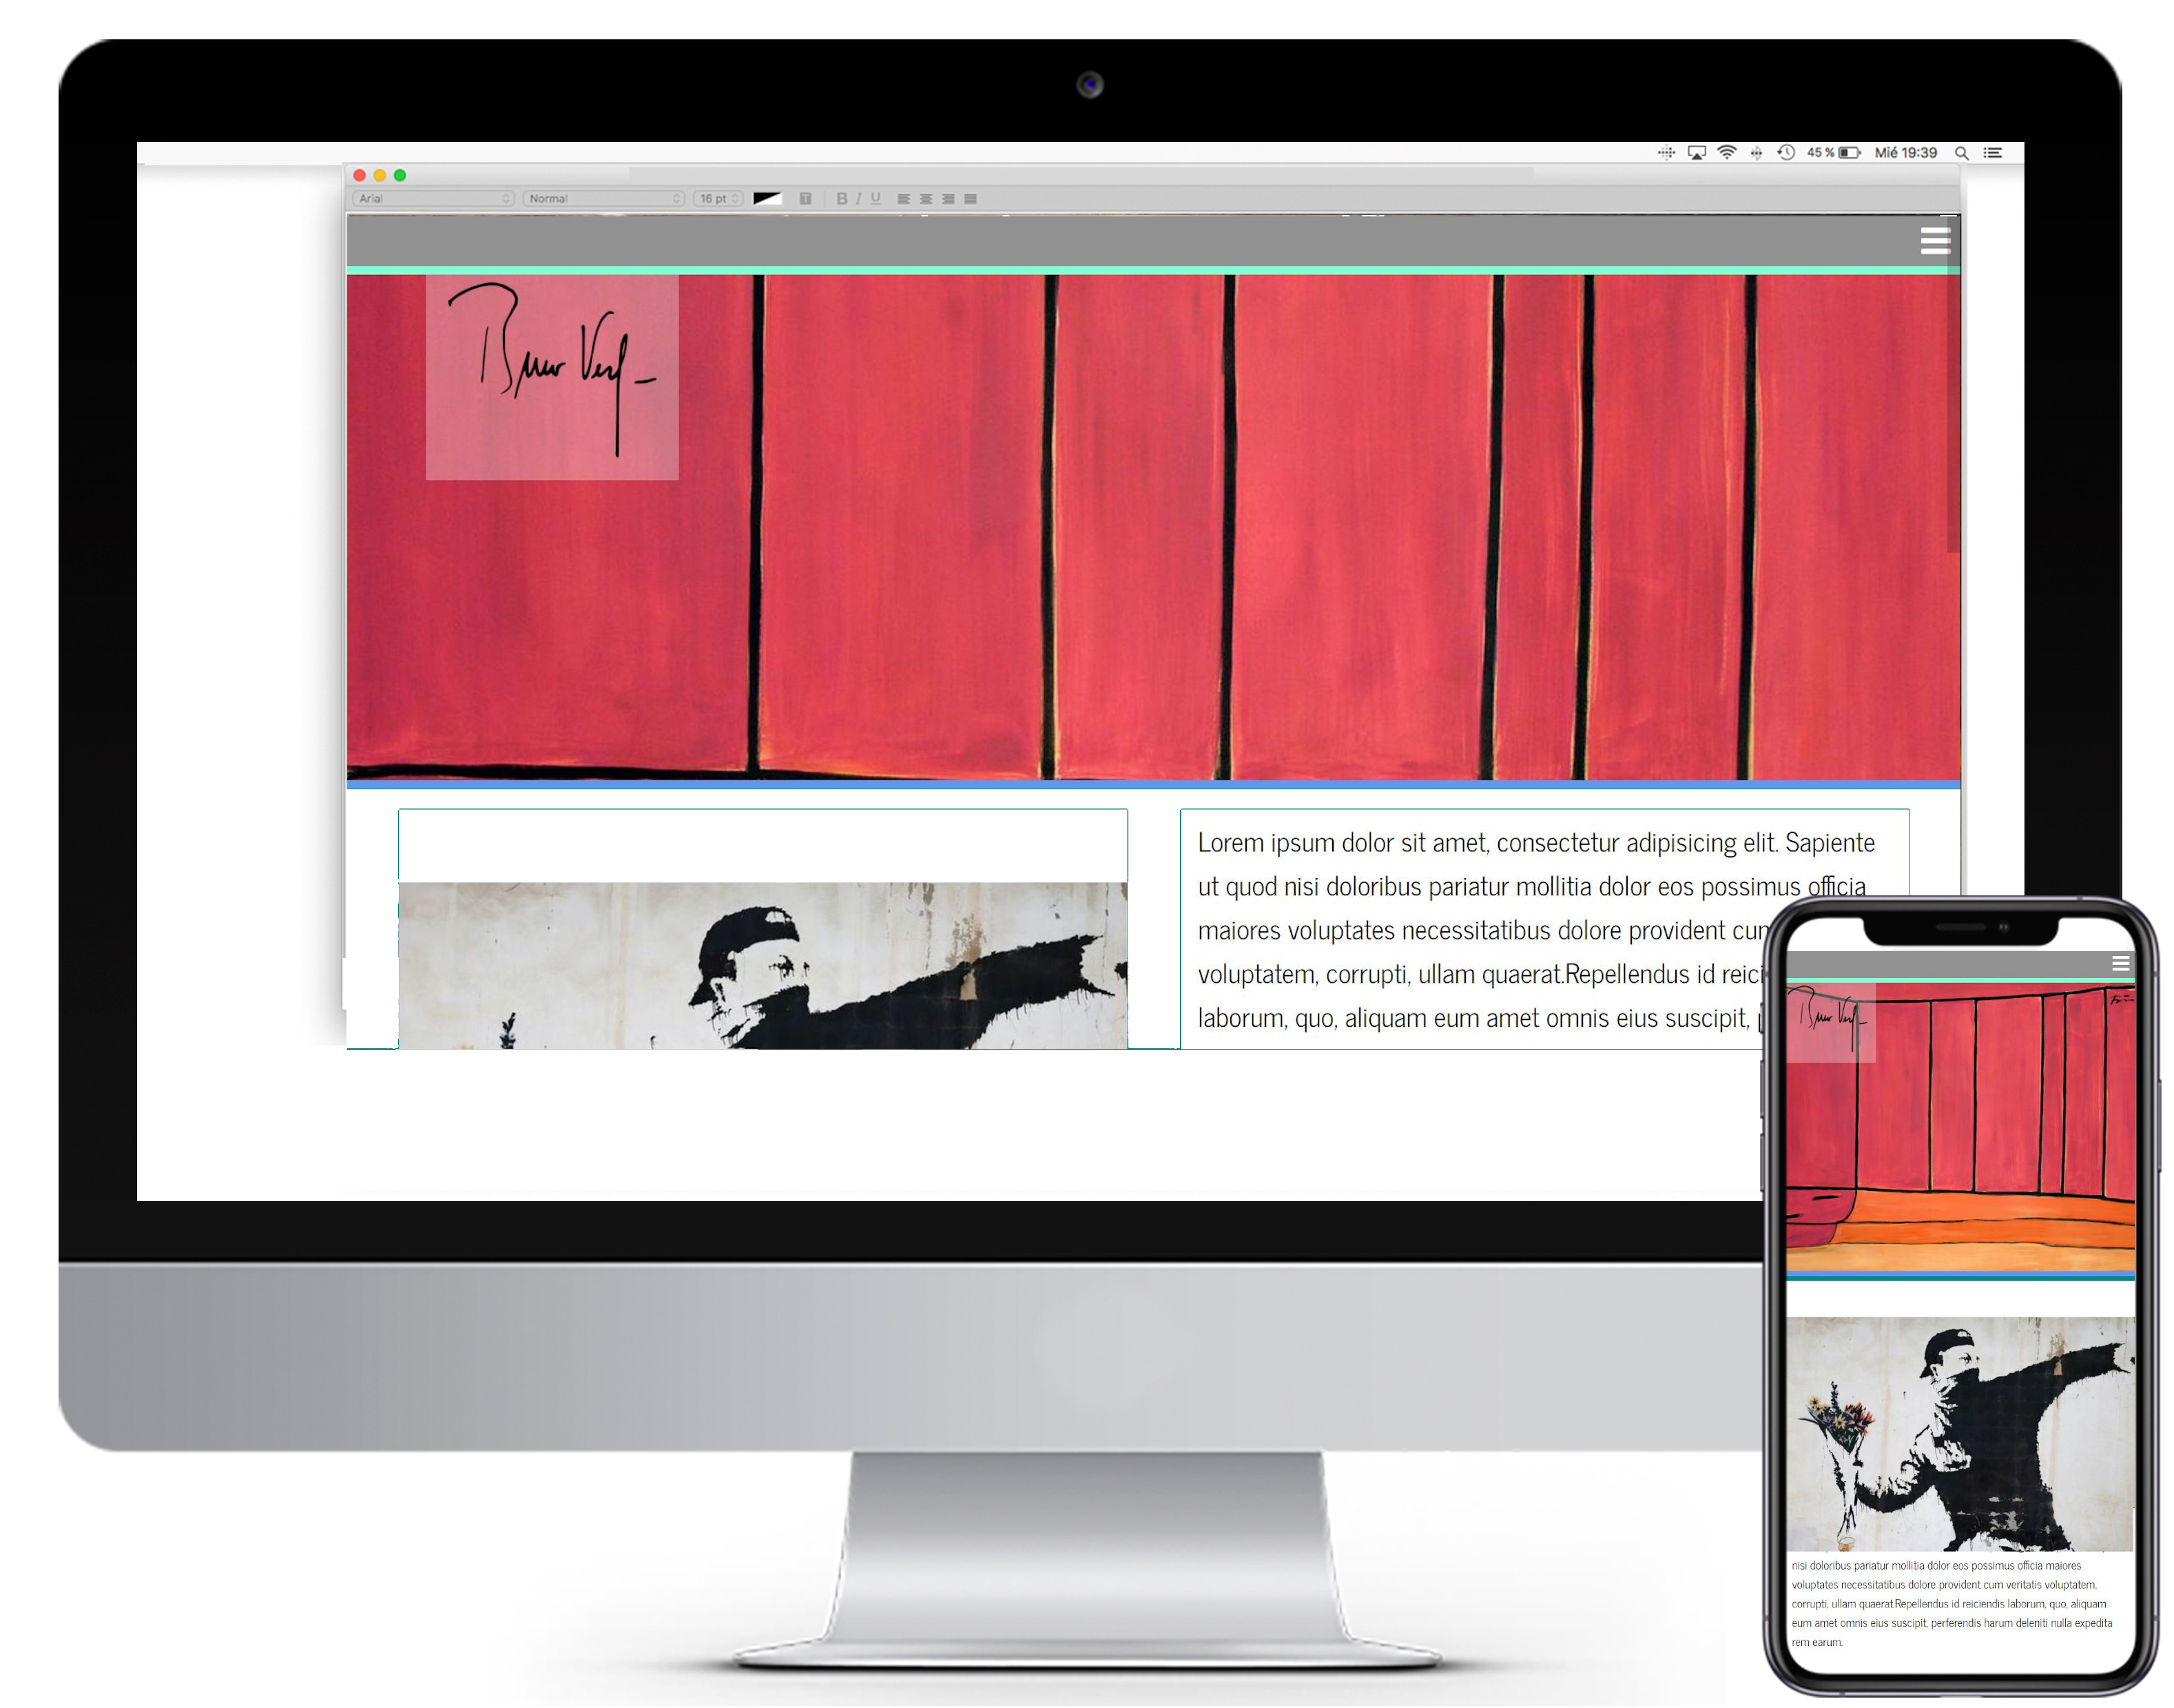 45 % Mié 19:39
Arial Normal 16 pt T B I U
Lorem ipsum dolor sit amet, consectetur adipisicing elit. Sapiente
ut quod nisi doloribus pariatur mollitia dolor eos possimus officia
maiores voluptates necessitatibus dolore provident cum
voluptatem, corrupti, ullam quaerat.Repellendus id reici
laborum, quo, aliquam eum amet omnis eius suscipit,
nisi doloribus pariatur mollitia dolor eos possimus officia maiores
voluptates necessitatibus dolore provident cum veritatis voluptatem,
corrupti, ullam quaerat.Repellendus id reiciendis laborum, quo, aliquam
eum amet omnis eius suscipit, perferendis harum deleniti nulla expedita
rem earum.